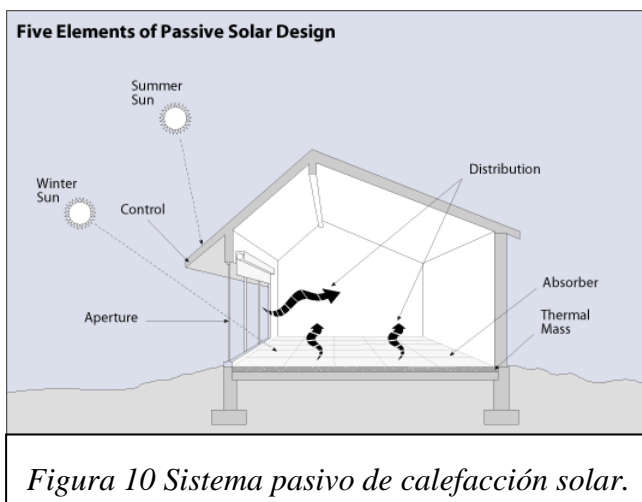 Five Elements of Passive Solar Design
Summer
Sun
Winter
Sun
Control
Distribution
Aperture
Absorber
Thermal
Mass
Figura 10 Sistema pasivo de calefacción solar.